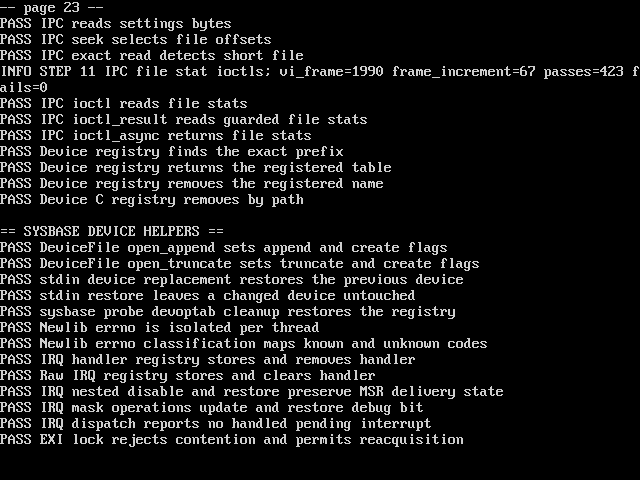 -- page 23 --
PASS IPC reads settings bytes
PASS IPC seek selects file offsets
PASS IPC exact read detects short file
INFO STEP 11 IPC file stat ioctls; vi_frame=1990 frame_increment=67 passes=423 f
ails=0
PASS IPC ioctl reads file stats
PASS IPC ioctl_result reads guarded file stats
PASS IPC ioctl_async returns file stats
PASS Device registry finds the exact prefix
PASS Device registry returns the registered table
PASS Device registry removes the registered name
PASS Device C registry removes by path
== SYSBASE DEVICE HELPERS ==
PASS DeviceFile open_append sets append and create flags
PASS DeviceFile open_truncate sets truncate and create flags
PASS stdin device replacement restores the previous device
PASS stdin restore leaves a changed device untouched
PASS sysbase probe devoptab cleanup restores the registry
PASS Newlib errno is isolated per thread
PASS Newlib errno classification maps known and unknown codes
PASS IRQ handler registry stores and removes handler
PASS Raw IRQ registry stores and clears handler
PASS IRQ nested disable and restore preserve MSR delivery state
PASS IRQ mask operations update and restore debug bit
PASS IRQ dispatch reports no handled pending interrupt
PASS EXI lock rejects contention and permits reacquisition